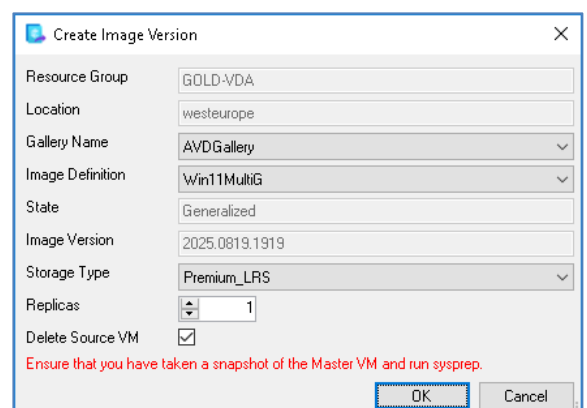 Create Image Version
Resource Group GOLD-VDA
Location westeurope
Gallery Name AVDGallery
Image Definition Win11MultiG
State Generalized
Image Version 2025.0819.1919
Storage Type Premium_LRS
Replicas 1
Delete Source VM
Ensure that you have taken a snapshot of the Master VM and run sysprep.
OK Cancel